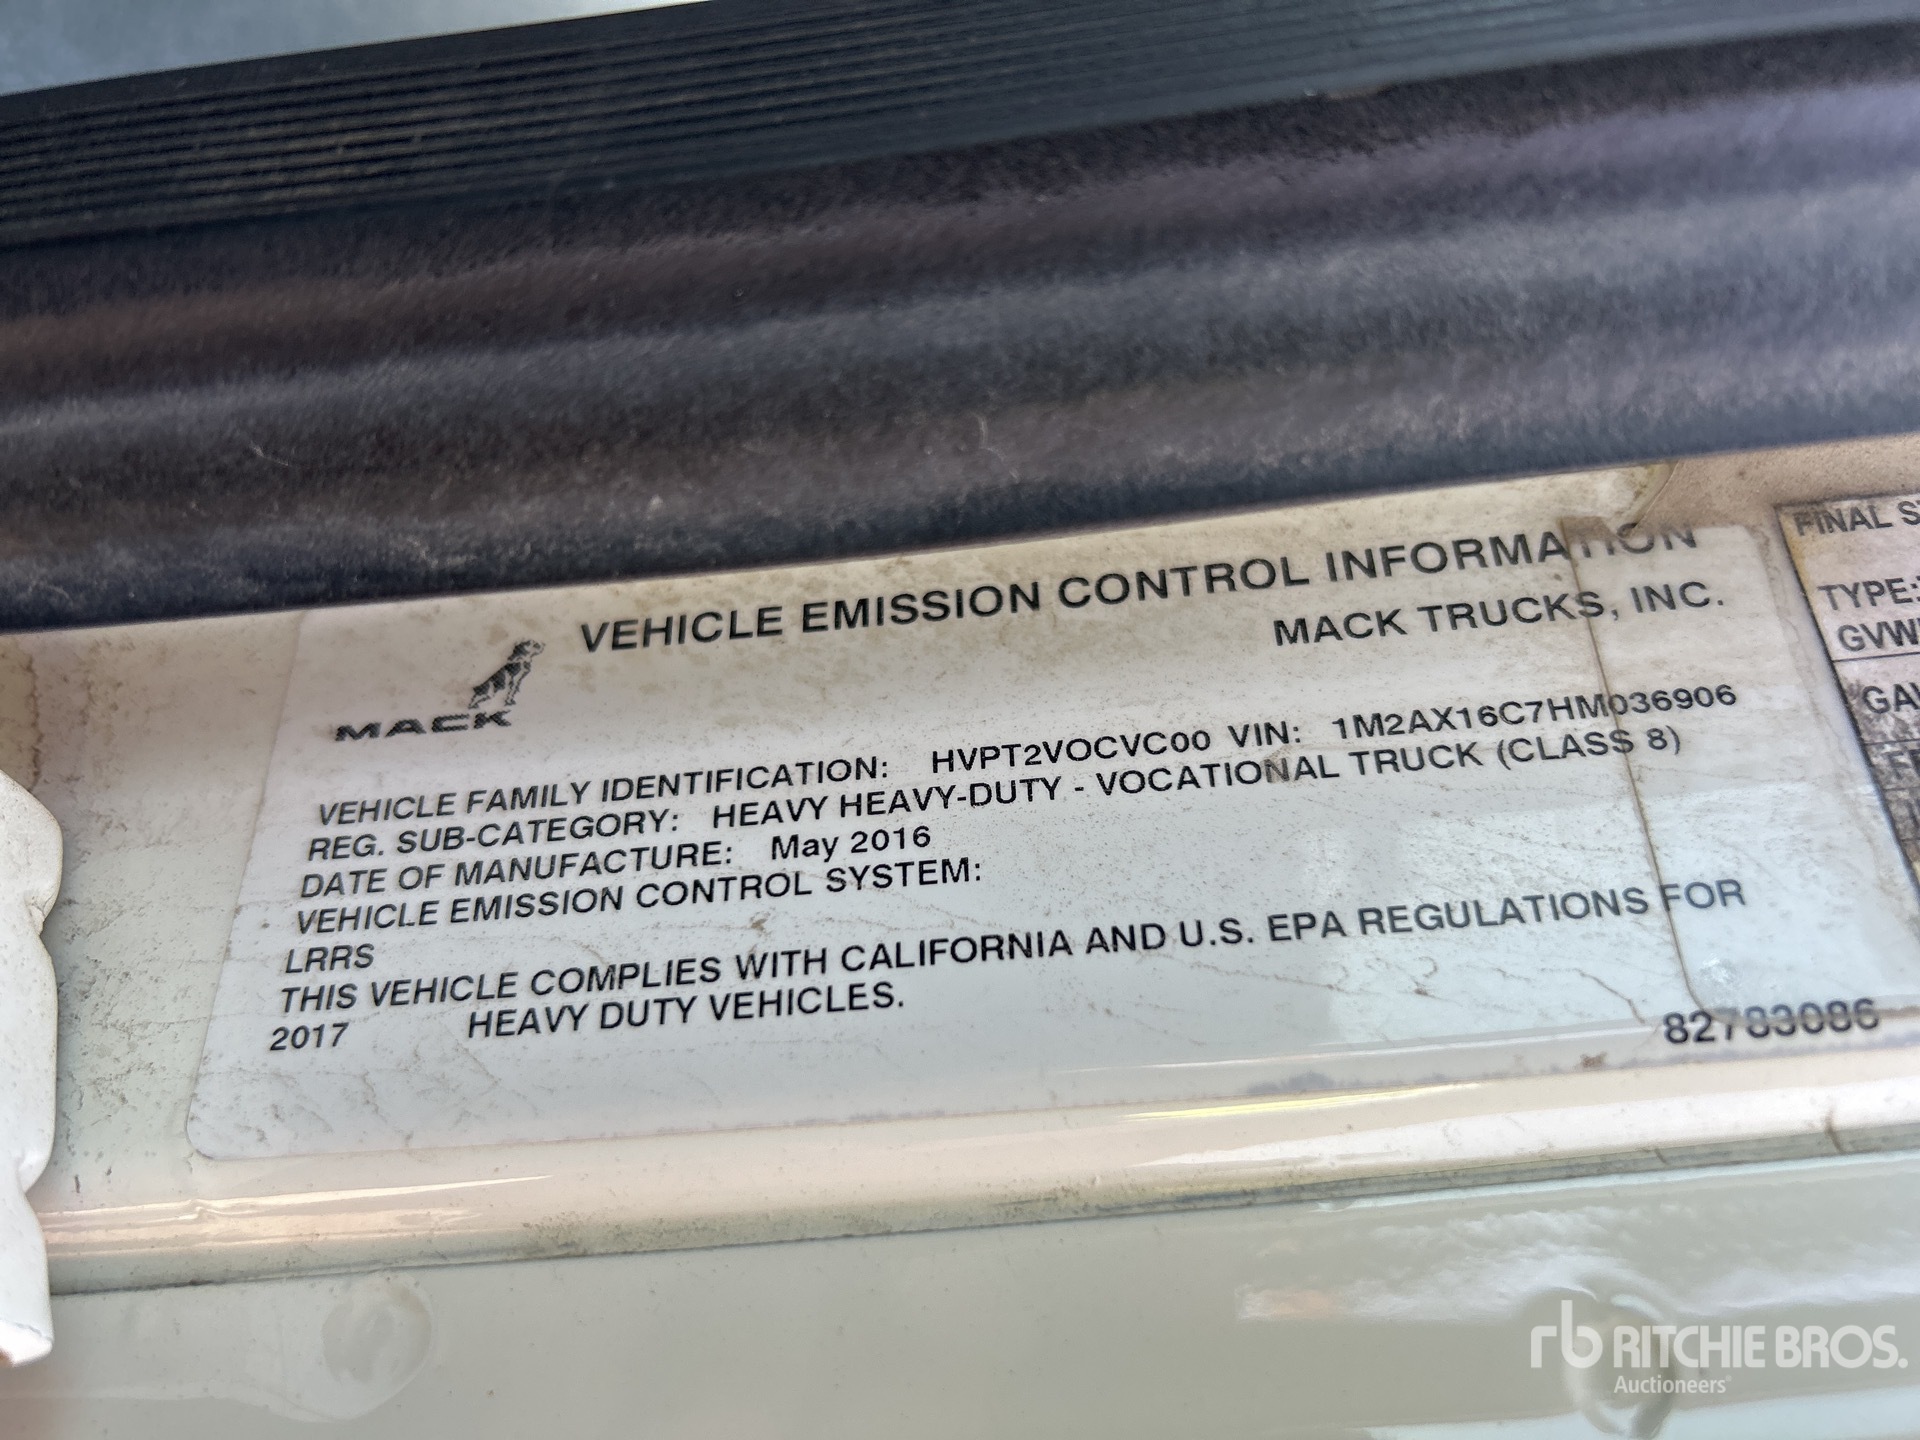 VEHICLE EMISSION CONTROL INFORMATION
MACK TRUCKS, INC.
MACK
VEHICLE FAMILY IDENTIFICATION: HVPT2VOCVC00 VIN: 1M2AX16C7HM036906
REG. SUB-CATEGORY: HEAVY HEAVY-DUTY - VOCATIONAL TRUCK (CLASS 8)
DATE OF MANUFACTURE: May 2016
VEHICLE EMISSION CONTROL SYSTEM:
LRRS
THIS VEHICLE COMPLIES WITH CALIFORNIA AND U.S. EPA REGULATIONS FOR
2017 HEAVY DUTY VEHICLES.
82783086
FINAL
TYPE:
rb RITCHIE BROS.
Auctioneers